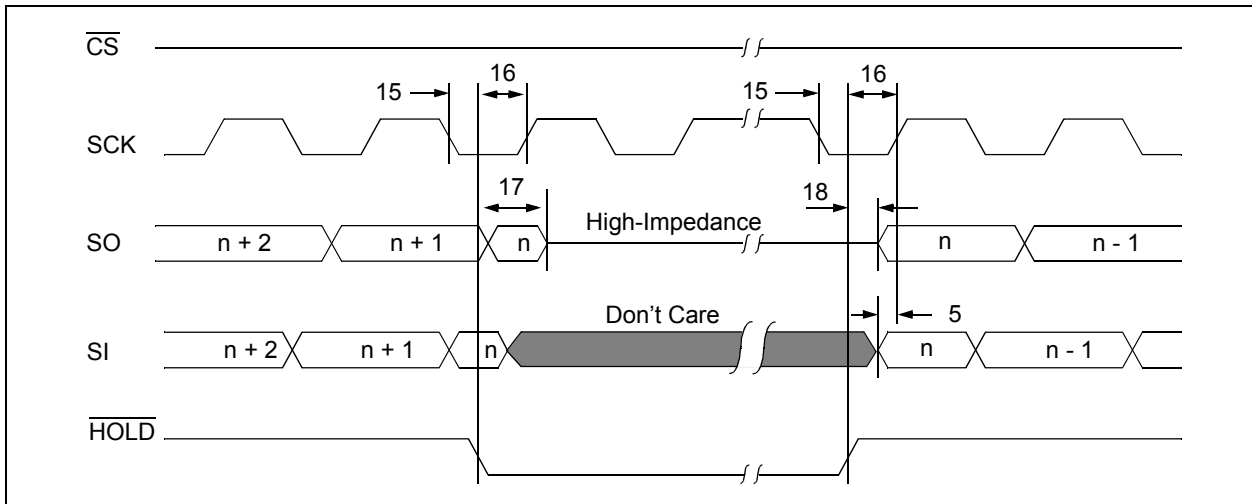 CS
16 16
15 15
SCK
17 18
High-Impedance
SO n + 2 n + 1 n n n - 1
Don't Care 5
SI n + 2 n + 1 n n n - 1
HOLD